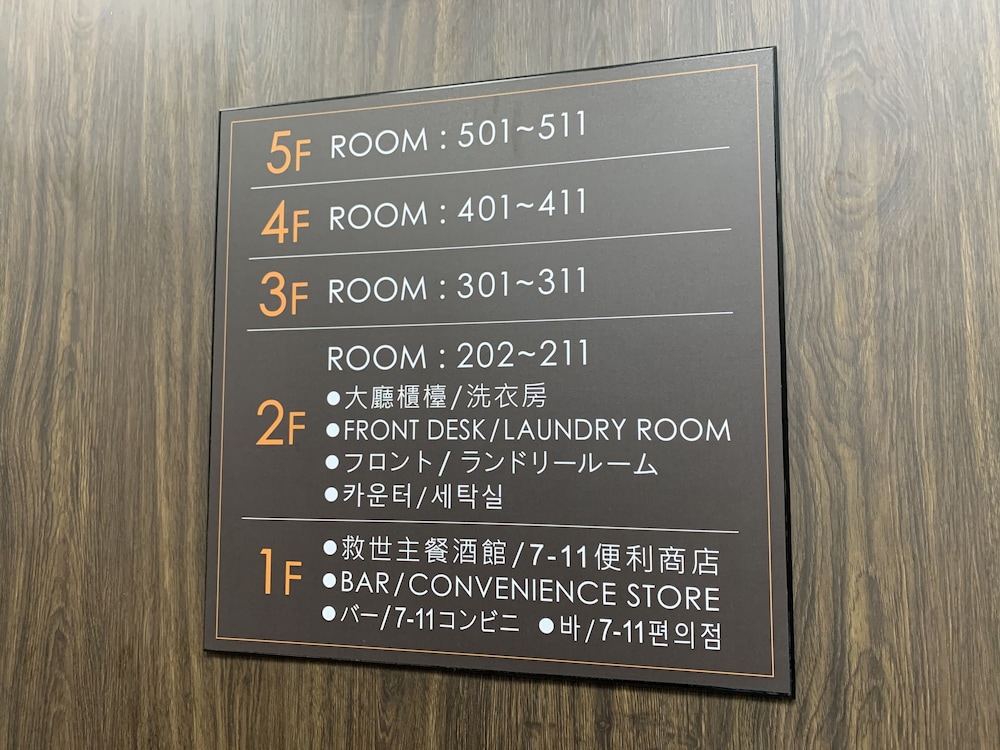 5F ROOM : 501~511
4F ROOM : 401~411
3F ROOM : 301~311
ROOM : 202~211
●大廳櫃檯/洗衣房
2F ●FRONT DESK/LAUNDRY ROOM
●フロント/ランドリールーム
●카운터/세탁실
●救世主餐酒館/7-11便利商店
1F ●BAR/CONVENIENCE STORE
●バー/7-11コンビニ ●바/7-11편의점